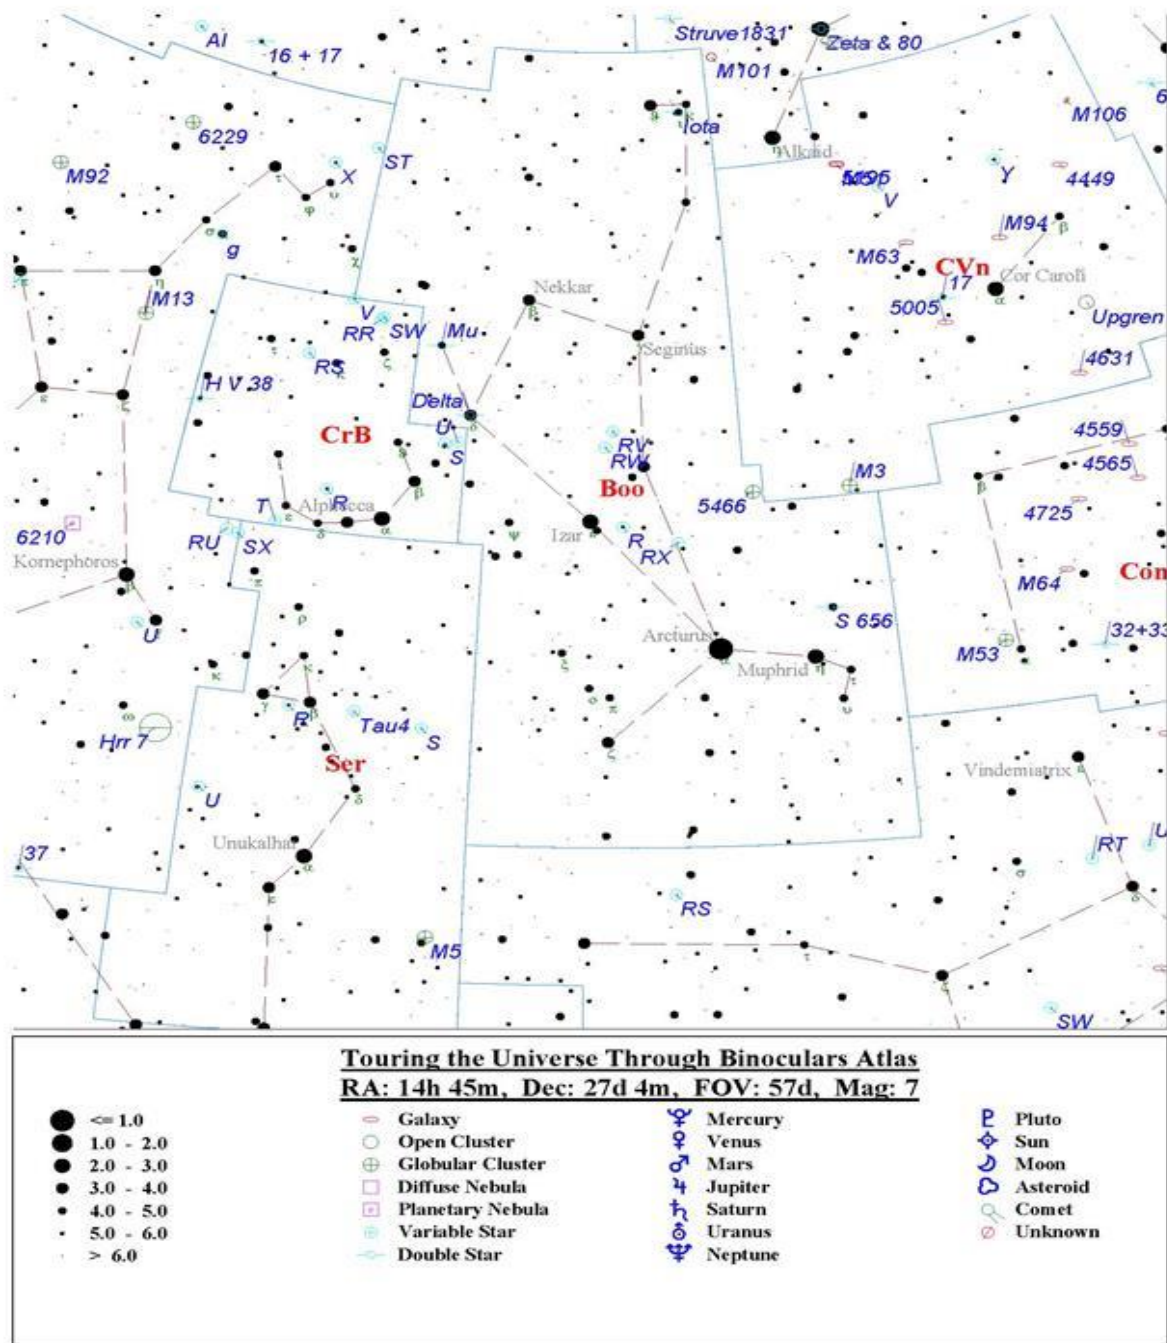 AI
16 + 17
Struve1831
Zeta & 80
M101
M106
6229
M92
X
ST
Iota
η
Alkaid
V
Y
4449
M94
β
τ
φ
υ
σ
g
χ
M63
CVn
17
Cor Caroli
α
5005
Upgren
4631
η
M13
V
RR
SW
Mu
Nekkar
β
Seginus
ζ
RS
H V 38
ε
ζ
CrB
Delta
δ
U
S
RV
RW
Boo
M3
5466
4559
4565
4725
M64
Com
β
T
R
Alphecca
ε
δ
α
β
Izar
R
RX
ψ
6210
RU
SX
Kornephoros
β
π
ρ
U
S 656
Arcturus
α
Muphrid
η
τ
υ
M53
α
32+33
κ
κ
γ
R
β
Tau4
S
ξ
ο
π
ζ
ω
Hrr 7
Ser
U
δ
Vindemiatrix
ε
Unukalhai
α
37
RT
U
σ
δ
κ
RS
M5
τ
ζ
SW
Touring the Universe Through Binoculars Atlas
RA: 14h 45m, Dec: 27d 4m, FOV: 57d, Mag: 7
<= 1.0
1.0 - 2.0
2.0 - 3.0
3.0 - 4.0
4.0 - 5.0
5.0 - 6.0
> 6.0
Galaxy
Open Cluster
Globular Cluster
Diffuse Nebula
Planetary Nebula
Variable Star
Double Star
Mercury
Venus
Mars
Jupiter
Saturn
Uranus
Neptune
Pluto
Sun
Moon
Asteroid
Comet
Unknown